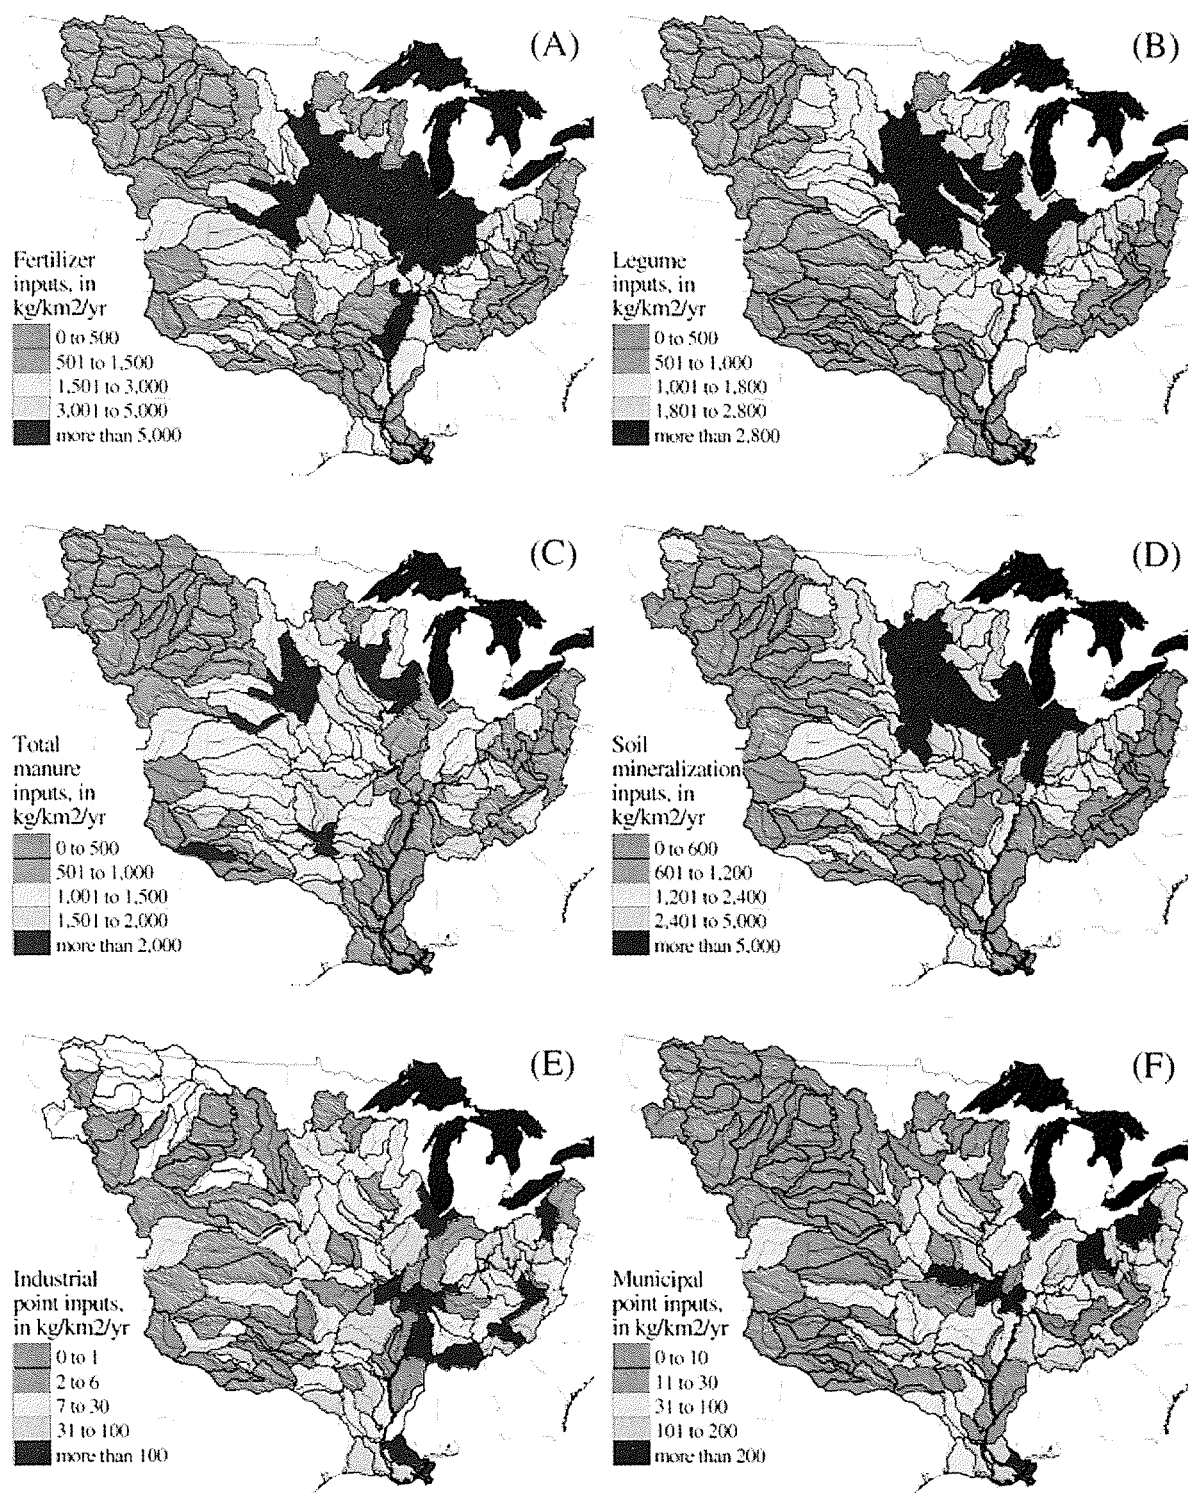 (A)
Fertilizer
inputs, in
kg/km2/yr
0 to 500
501 to 1,500
1,501 to 3,000
3,001 to 5,000
more than 5,000
(B)
Legume
inputs, in
kg/km2/yr
0 to 500
501 to 1,000
1,001 to 1,800
1,801 to 2,800
more than 2,800
(C)
Total
manure
inputs, in
kg/km2/yr
0 to 500
501 to 1,000
1,001 to 1,500
1,501 to 2,000
more than 2,000
(D)
Soil
mineralization
inputs, in
kg/km2/yr
0 to 600
601 to 1,200
1,201 to 2,400
2,401 to 5,000
more than 5,000
(E)
Industrial
point inputs,
in kg/km2/yr
0 to 1
2 to 6
7 to 30
31 to 100
more than 100
(F)
Municipal
point inputs,
in kg/km2/yr
0 to 10
11 to 30
31 to 100
101 to 200
more than 200